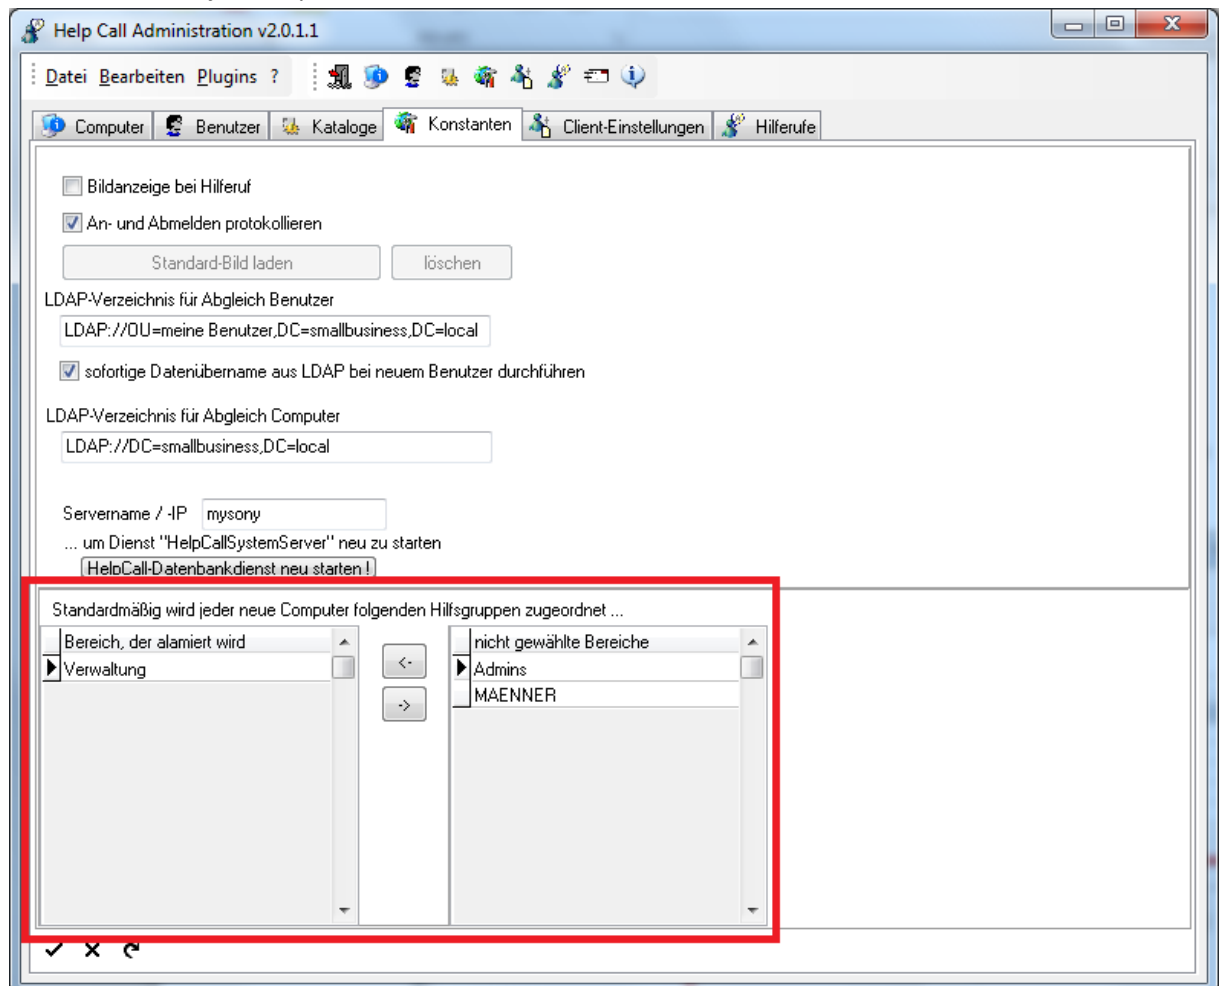 Help Call Administration v2.0.1.1
Datei Bearbeiten Plugins ?
Computer Benutzer Kataloge Konstanten Client-Einstellungen Hilferufe
Bildanzeige bei Hilferuf
An- und Abmelden protokollieren
Standard-Bild laden löschen
LDAP-Verzeichnis für Abgleich Benutzer
LDAP://OU=meine Benutzer,DC=smallbusiness,DC=local
sofortige Datenübername aus LDAP bei neuem Benutzer durchführen
LDAP-Verzeichnis für Abgleich Computer
LDAP://DC=smallbusiness,DC=local
Servername / -IP mysony
... um Dienst "HelpCallSystemServer" neu zu starten
HelpCall-Datenbankdienst neu starten !
Standardmäßig wird jeder neue Computer folgenden Hilfsgruppen zugeordnet ...
Bereich, der alamiert wird <- nicht gewählte Bereiche
Verwaltung Admins
-> MAENNER